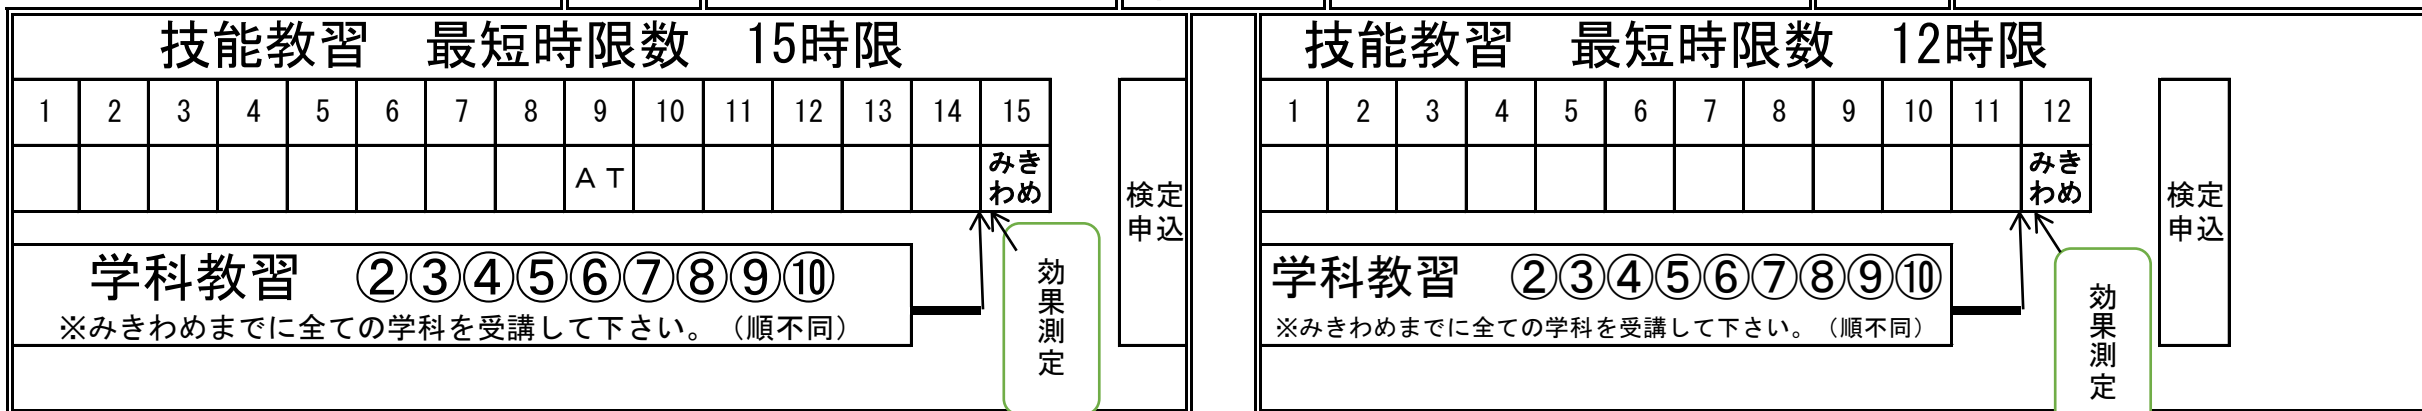 技能教習　最短時限数　15時限
1 2 3 4 5 6 7 8 9 10 11 12 13 14 15
ＡＴ
みき
わめ
検定
申込
学科教習　②③④⑤⑥⑦⑧⑨⑩
※みきわめまでに全ての学科を受講して下さい。（順不同）
効果測定
技能教習　最短時限数　12時限
1 2 3 4 5 6 7 8 9 10 11 12
みき
わめ
検定
申込
学科教習　②③④⑤⑥⑦⑧⑨⑩
※みきわめまでに全ての学科を受講して下さい。（順不同）
効果測定